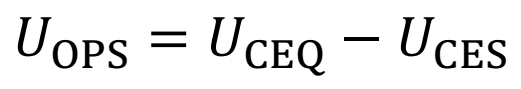 U_OPS = U_CEQ − U_CES